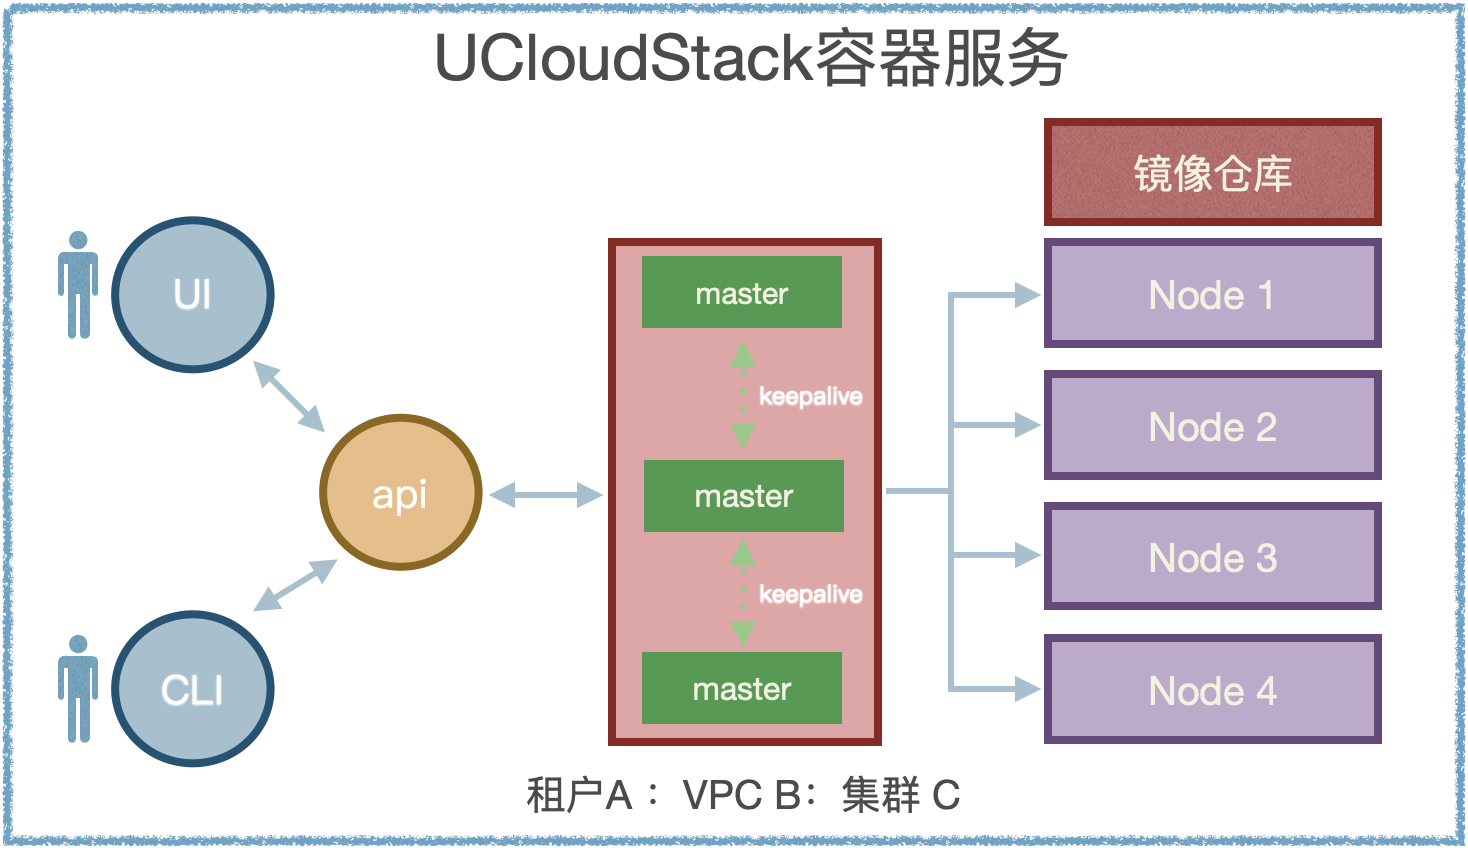 UCloudStack容器服务
镜像仓库
UI
master
Node 1
keepalive
Node 2
api
master
Node 3
keepalive
CLI
master
Node 4
租户A ：VPC B：集群 C